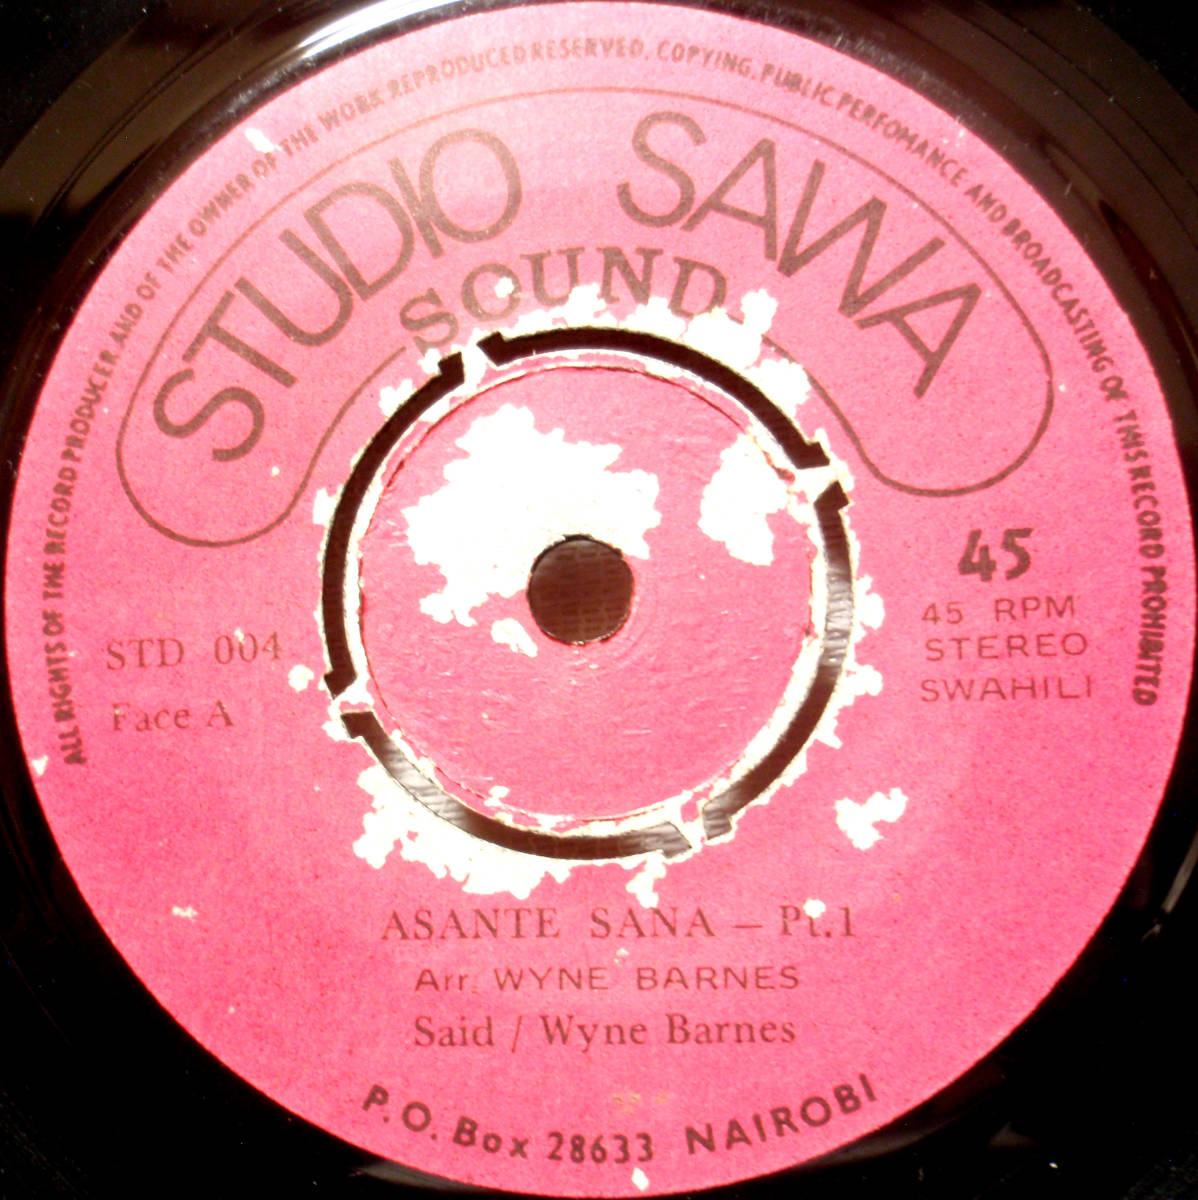 ALL RIGHTS OF THE RECORD PRODUCER AND OF THE OWNER OF THE WORK REPRODUCED RESERVED. COPYING. PUBLIC PERFOMANCE AND BROADCASTING OF THIS RECORD PROHIBITED
STUDIO SAWA
SOUND
45
45 RPM
STEREO
SWAHILI
STD 004
Face A
ASANTE SANA — Pt.1
Arr. WYNE BARNES
Said / Wyne Barnes
P.O. Box 28633 NAIROBI